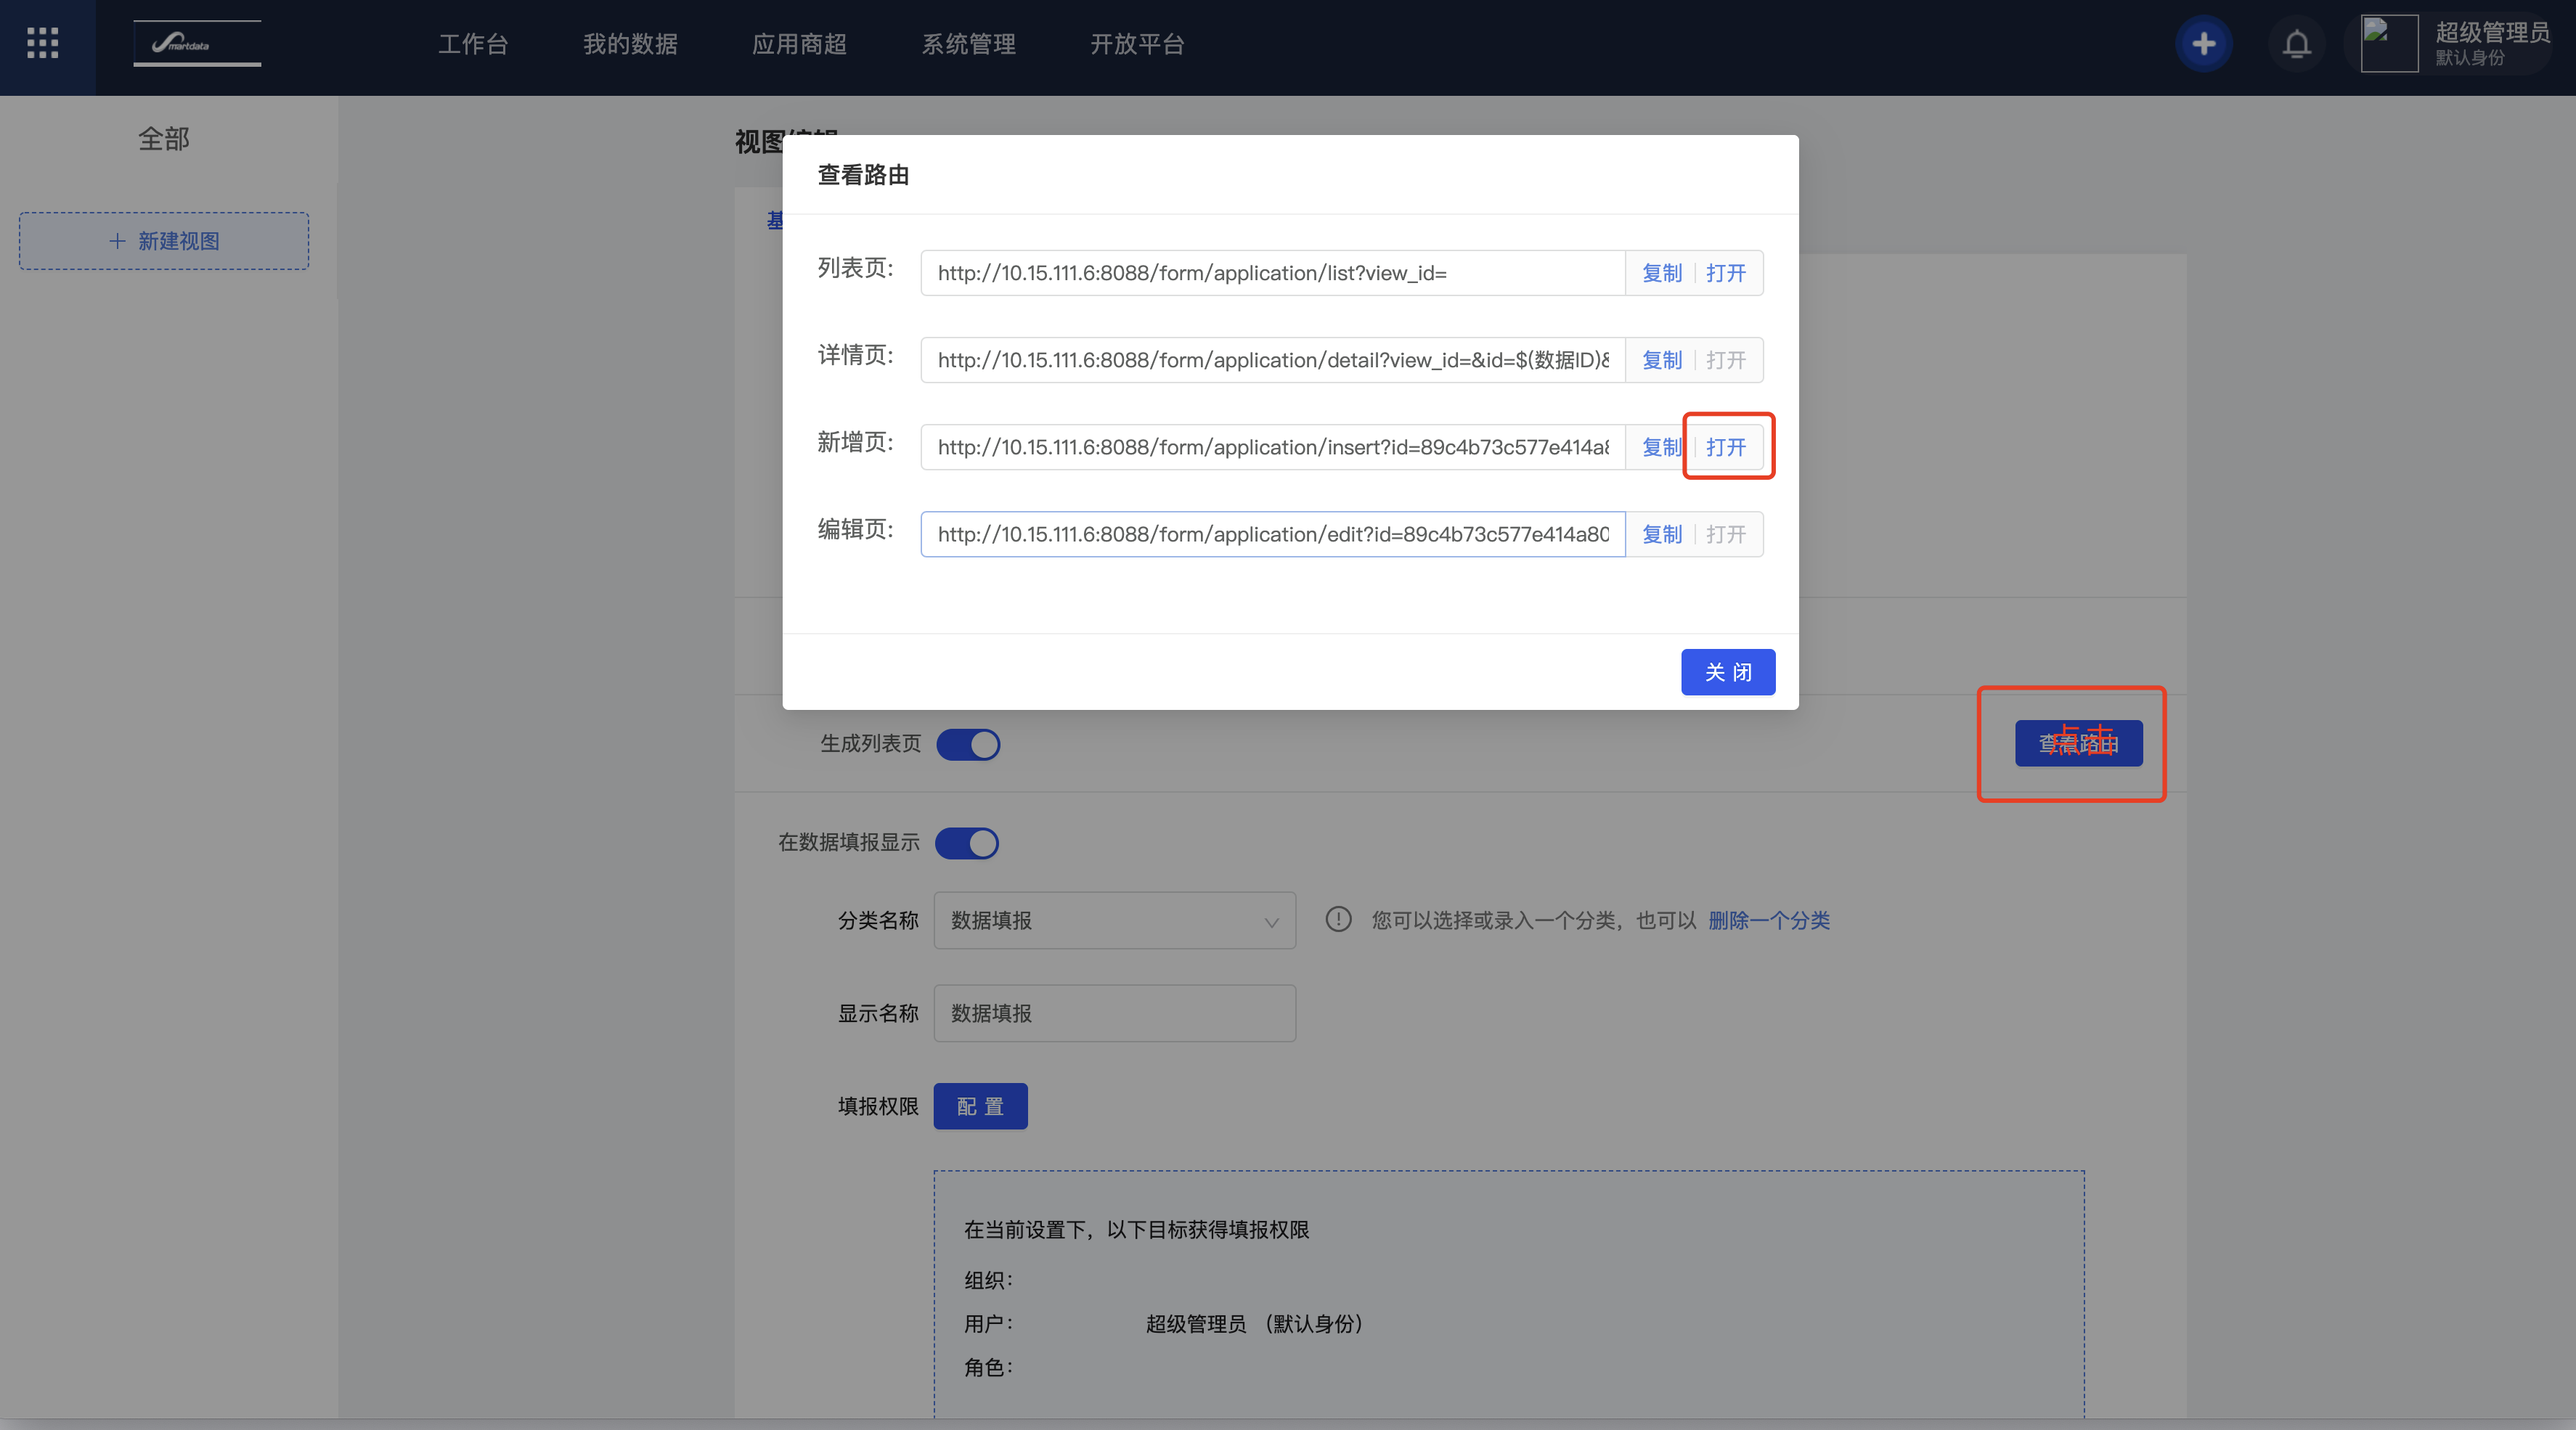 Smartdata
工作台
我的数据
应用商超
系统管理
开放平台
超级管理员
默认身份
全部
+ 新建视图
视图编辑
查看路由
列表页:
http://10.15.111.6:8088/form/application/list?view_id=
复制
打开
详情页:
http://10.15.111.6:8088/form/application/detail?view_id=&id=$(数据ID)&
复制
打开
新增页:
http://10.15.111.6:8088/form/application/insert?id=89c4b73c577e414a8
复制
打开
编辑页:
http://10.15.111.6:8088/form/application/edit?id=89c4b73c577e414a80
复制
打开
关 闭
生成列表页
查看路由
点击
在数据填报显示
分类名称
数据填报
您可以选择或录入一个分类，也可以 删除一个分类
显示名称
数据填报
填报权限
配 置
在当前设置下，以下目标获得填报权限
组织：
用户：
超级管理员 （默认身份）
角色：